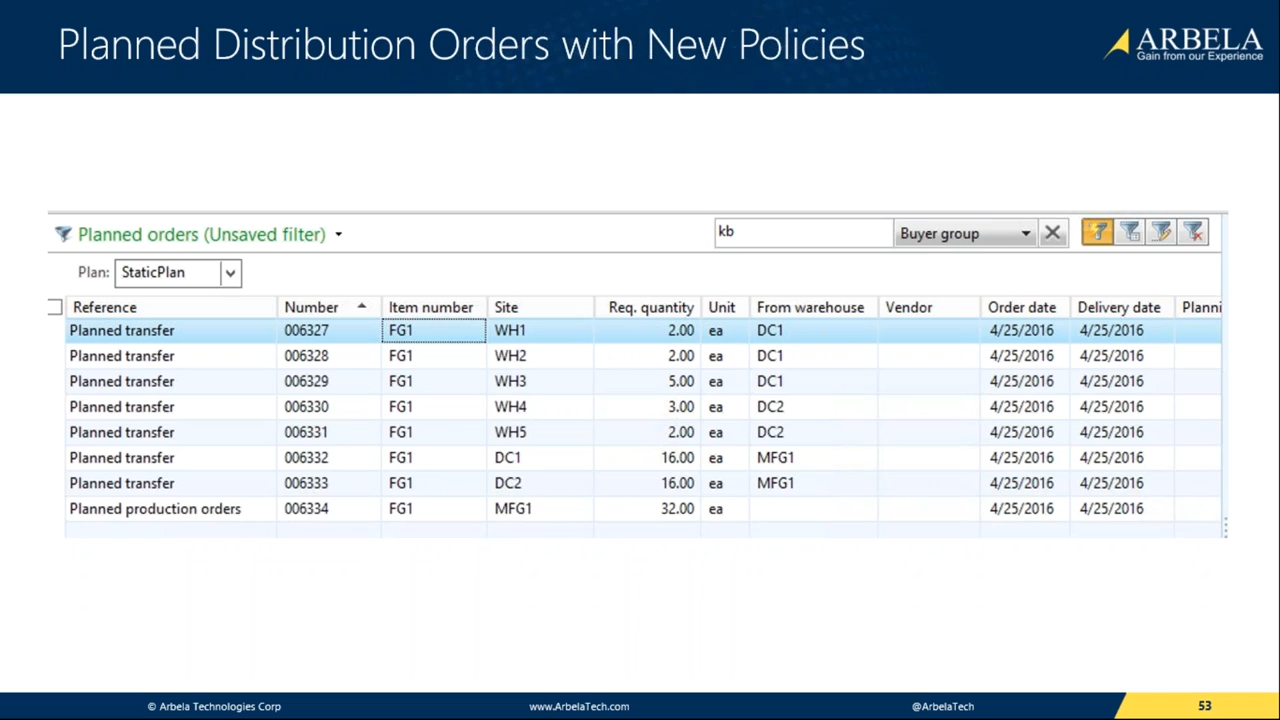 Planned Distribution Orders with New Policies
ARBELA
Gain from our Experience
Planned orders (Unsaved filter)
kb
Buyer group
Plan: StaticPlan
Reference Number Item number Site Req. quantity Unit From warehouse Vendor Order date Delivery date Planni
Planned transfer 006327 FG1 WH1 2.00 ea DC1 4/25/2016 4/25/2016
Planned transfer 006328 FG1 WH2 2.00 ea DC1 4/25/2016 4/25/2016
Planned transfer 006329 FG1 WH3 5.00 ea DC1 4/25/2016 4/25/2016
Planned transfer 006330 FG1 WH4 3.00 ea DC2 4/25/2016 4/25/2016
Planned transfer 006331 FG1 WH5 2.00 ea DC2 4/25/2016 4/25/2016
Planned transfer 006332 FG1 DC1 16.00 ea MFG1 4/25/2016 4/25/2016
Planned transfer 006333 FG1 DC2 16.00 ea MFG1 4/25/2016 4/25/2016
Planned production orders 006334 FG1 MFG1 32.00 ea 4/25/2016 4/25/2016
© Arbela Technologies Corp www.ArbelaTech.com @ArbelaTech 53